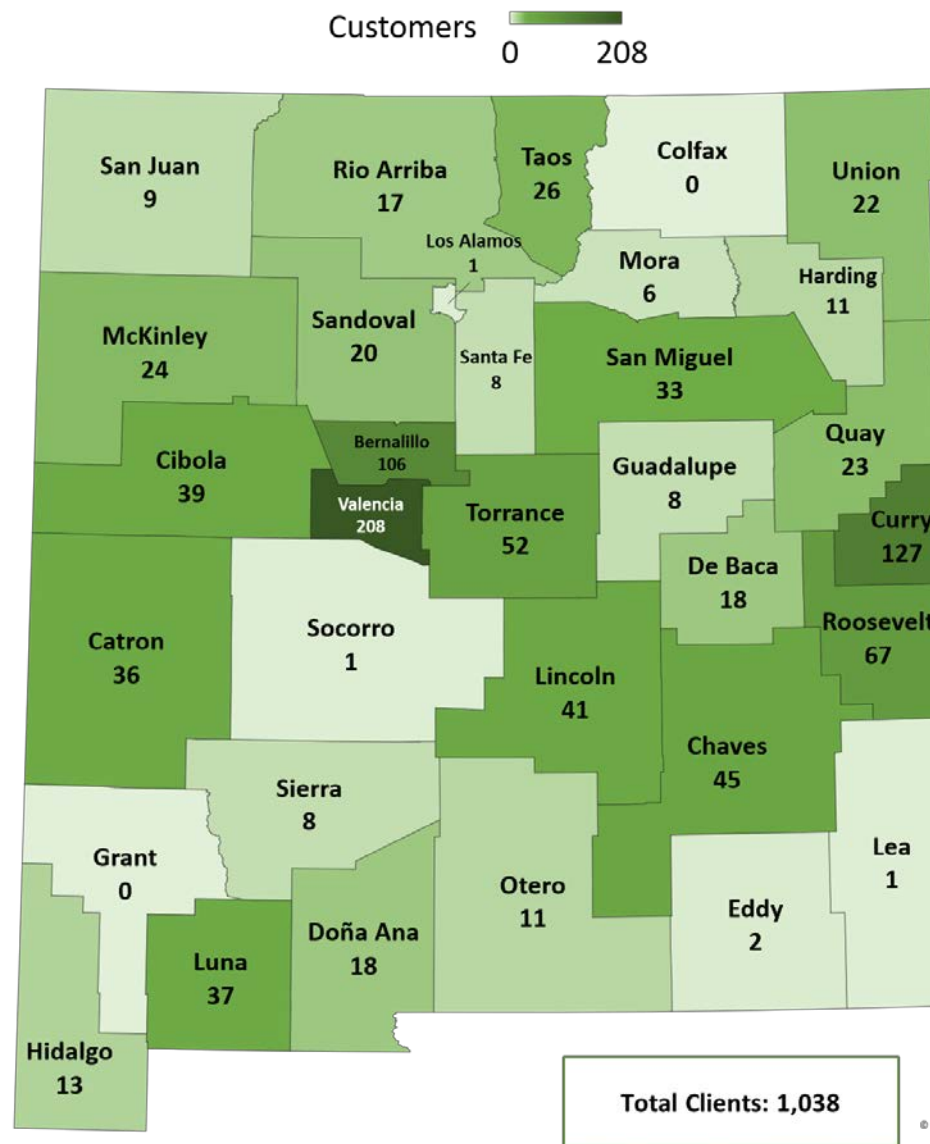 Customers
0 208
San Juan
9
Rio Arriba
17
Taos
26
Colfax
0
Union
22
Los Alamos
1
Mora
6
Harding
11
McKinley
24
Sandoval
20
Santa Fe
8
San Miguel
33
Bernalillo
106
Cibola
39
Valencia
208
Torrance
52
Guadalupe
8
Quay
23
Curry
127
De Baca
18
Roosevelt
67
Catron
36
Socorro
1
Lincoln
41
Chaves
45
Sierra
8
Grant
0
Otero
11
Lea
1
Eddy
2
Luna
37
Doña Ana
18
Hidalgo
13
Total Clients: 1,038
©